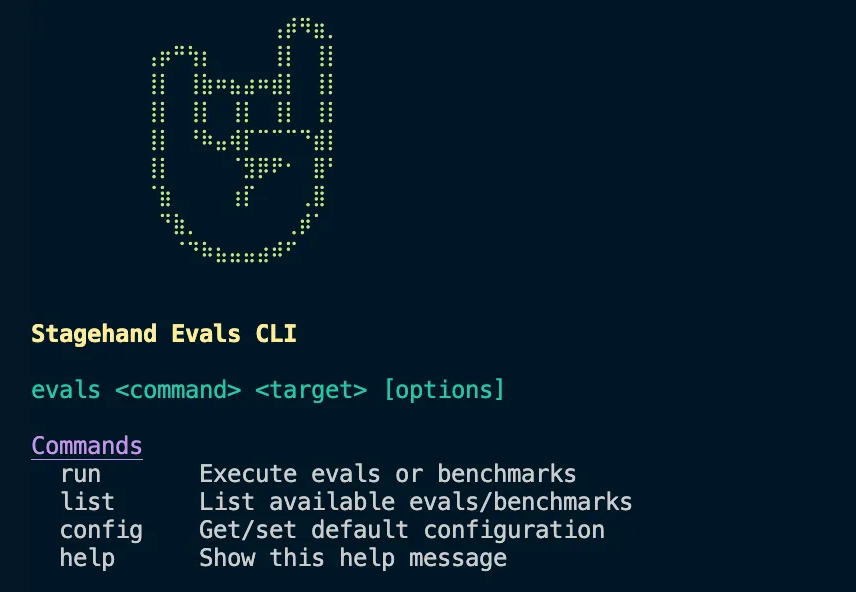 Stagehand Evals CLI
evals <command> <target> [options]
Commands
run Execute evals or benchmarks
list List available evals/benchmarks
config Get/set default configuration
help Show this help message